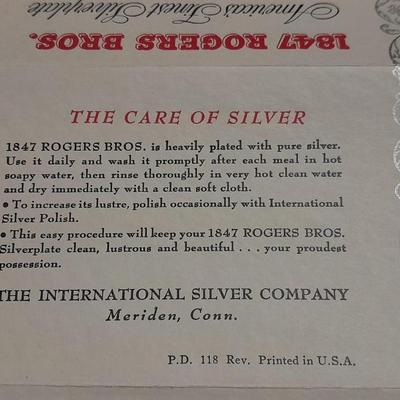 America's Finest Silverplate
1847 ROGERS BROS.
THE CARE OF SILVER
1847 ROGERS BROS. is heavily plated with pure silver.
Use it daily and wash it promptly after each meal in hot
soapy water, then rinse thoroughly in very hot clean water
and dry immediately with a clean soft cloth.
• To increase its lustre, polish occasionally with International
Silver Polish.
• This easy procedure will keep your 1847 ROGERS BROS.
Silverplate clean, lustrous and beautiful . . . your proudest
possession.
THE INTERNATIONAL SILVER COMPANY
Meriden, Conn.
P.D. 118 Rev. Printed in U.S.A.